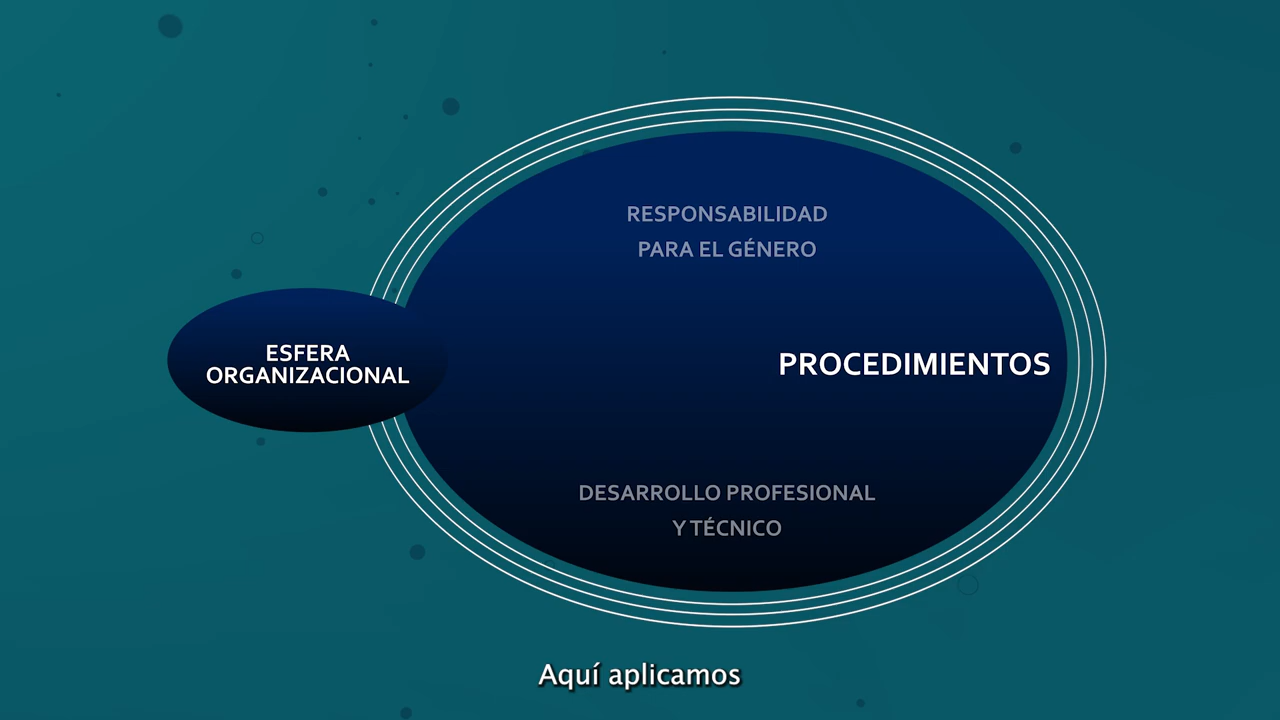 RESPONSABILIDAD
PARA EL GÉNERO
ESFERA
ORGANIZACIONAL
PROCEDIMIENTOS
DESARROLLO PROFESIONAL
Y TÉCNICO
Aquí aplicamos